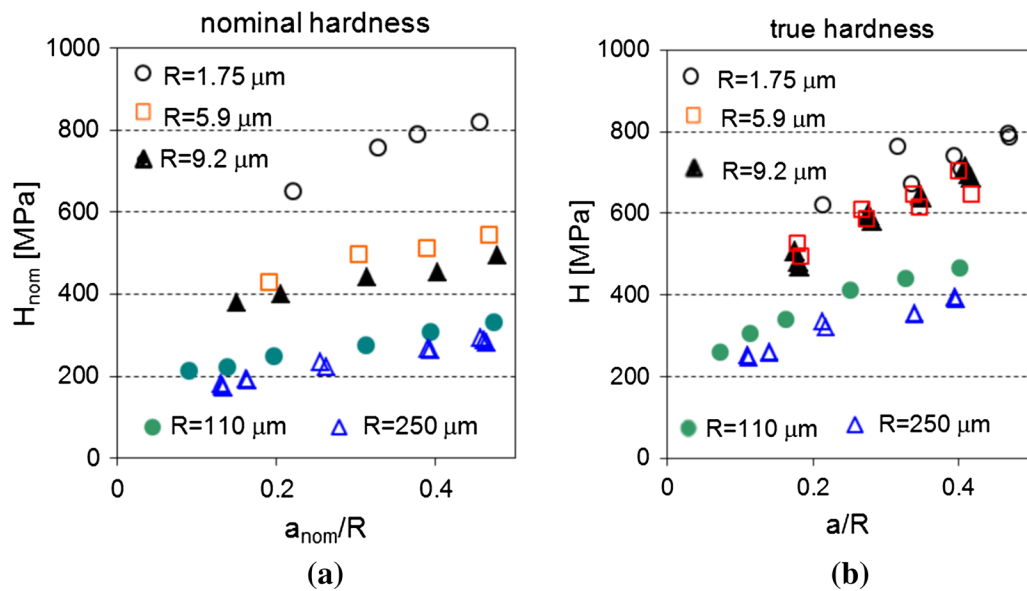 nominal hardness
1000
800
600
400
200
0
H_nom [MPa]
R=1.75 μm
R=5.9 μm
R=9.2 μm
R=110 μm
R=250 μm
0
0.2
0.4
a_nom/R
(a)
true hardness
1000
800
600
400
200
0
H [MPa]
R=1.75 μm
R=5.9 μm
R=9.2 μm
R=110 μm
R=250 μm
0
0.2
0.4
a/R
(b)